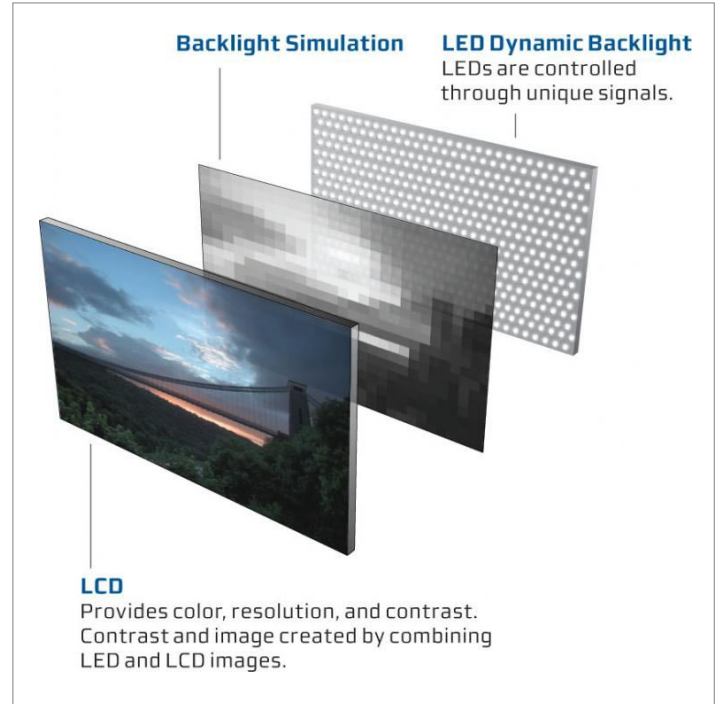 Backlight Simulation
LED Dynamic Backlight
LEDs are controlled
through unique signals.
LCD
Provides color, resolution, and contrast.
Contrast and image created by combining
LED and LCD images.